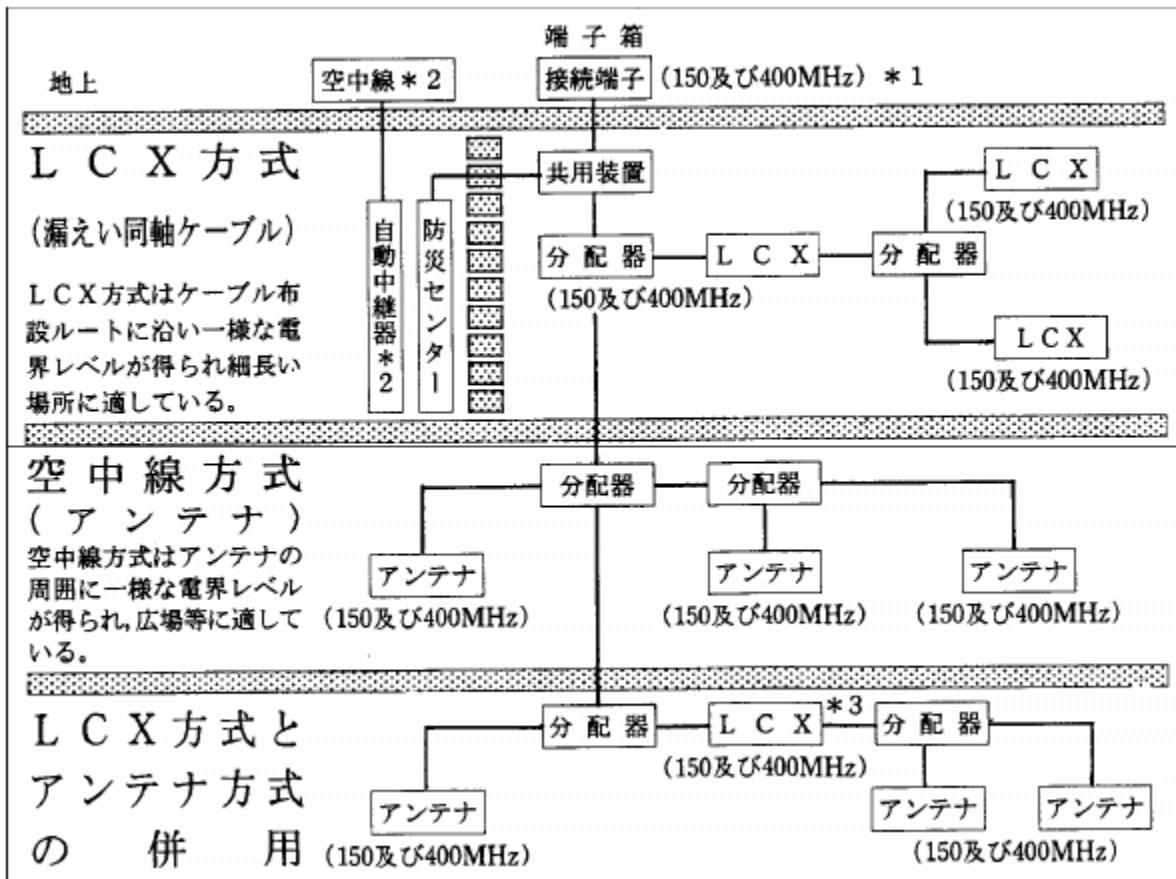 端子箱
地上
空中線*2
接続端子
(150及び400MHz) *1
LCX方式
(漏えい同軸ケーブル)
LCX方式はケーブル布
設ルートに沿い一様な電
界レベルが得られ細長い
場所に適している。
自動中継器*2
防災センター
共用装置
分配器
(150及び400MHz)
LCX
分配器
LCX
(150及び400MHz)
LCX
(150及び400MHz)
空中線方式
(アンテナ)
空中線方式はアンテナの
周囲に一様な電界レベル
が得られ,広場等に適して
いる。
分配器
分配器
アンテナ
(150及び400MHz)
アンテナ
(150及び400MHz)
アンテナ
(150及び400MHz)
LCX方式と
アンテナ方式
の併用
分配器
LCX
*3
(150及び400MHz)
分配器
アンテナ
(150及び400MHz)
アンテナ
アンテナ
(150及び400MHz)